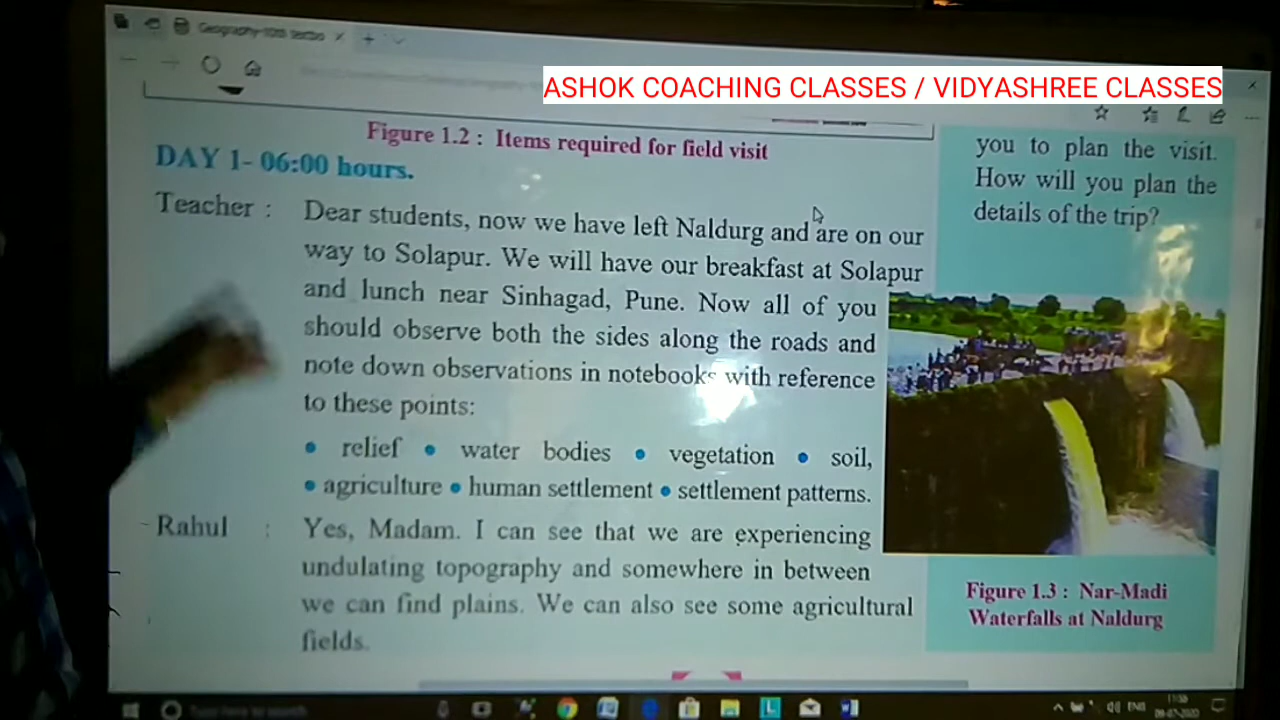 Geography-10th
ASHOK COACHING CLASSES / VIDYASHREE CLASSES
Figure 1.2 : Items required for field visit
DAY 1- 06:00 hours.
Teacher : Dear students, now we have left Naldurg and are on our
way to Solapur. We will have our breakfast at Solapur
and lunch near Sinhagad, Pune. Now all of you
should observe both the sides along the roads and
note down observations in notebooks with reference
to these points:
• relief • water bodies • vegetation • soil,
• agriculture • human settlement • settlement patterns.
Rahul : Yes, Madam. I can see that we are experiencing
undulating topography and somewhere in between
we can find plains. We can also see some agricultural
fields.
you to plan the visit.
How will you plan the
details of the trip?
Figure 1.3 : Nar-Madi
Waterfalls at Naldurg
ENG